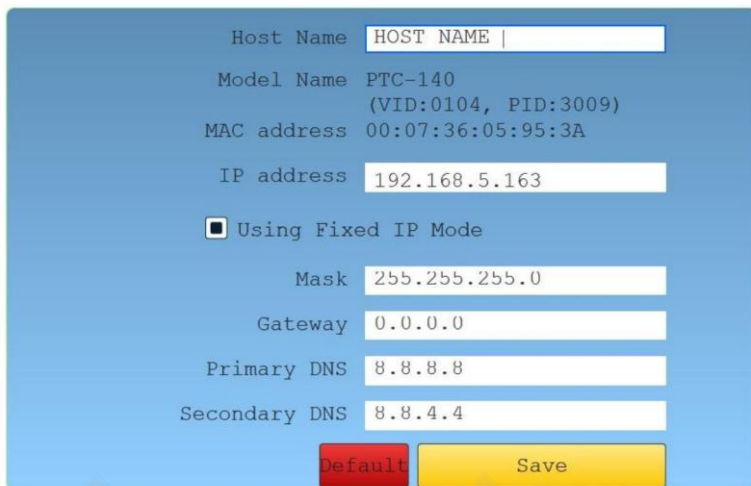 Host Name HOST NAME
Model Name PTC-140
(VID:0104, PID:3009)
MAC address 00:07:36:05:95:3A
IP address 192.168.5.163
Using Fixed IP Mode
Mask 255.255.255.0
Gateway 0.0.0.0
Primary DNS 8.8.8.8
Secondary DNS 8.8.4.4
Default Save